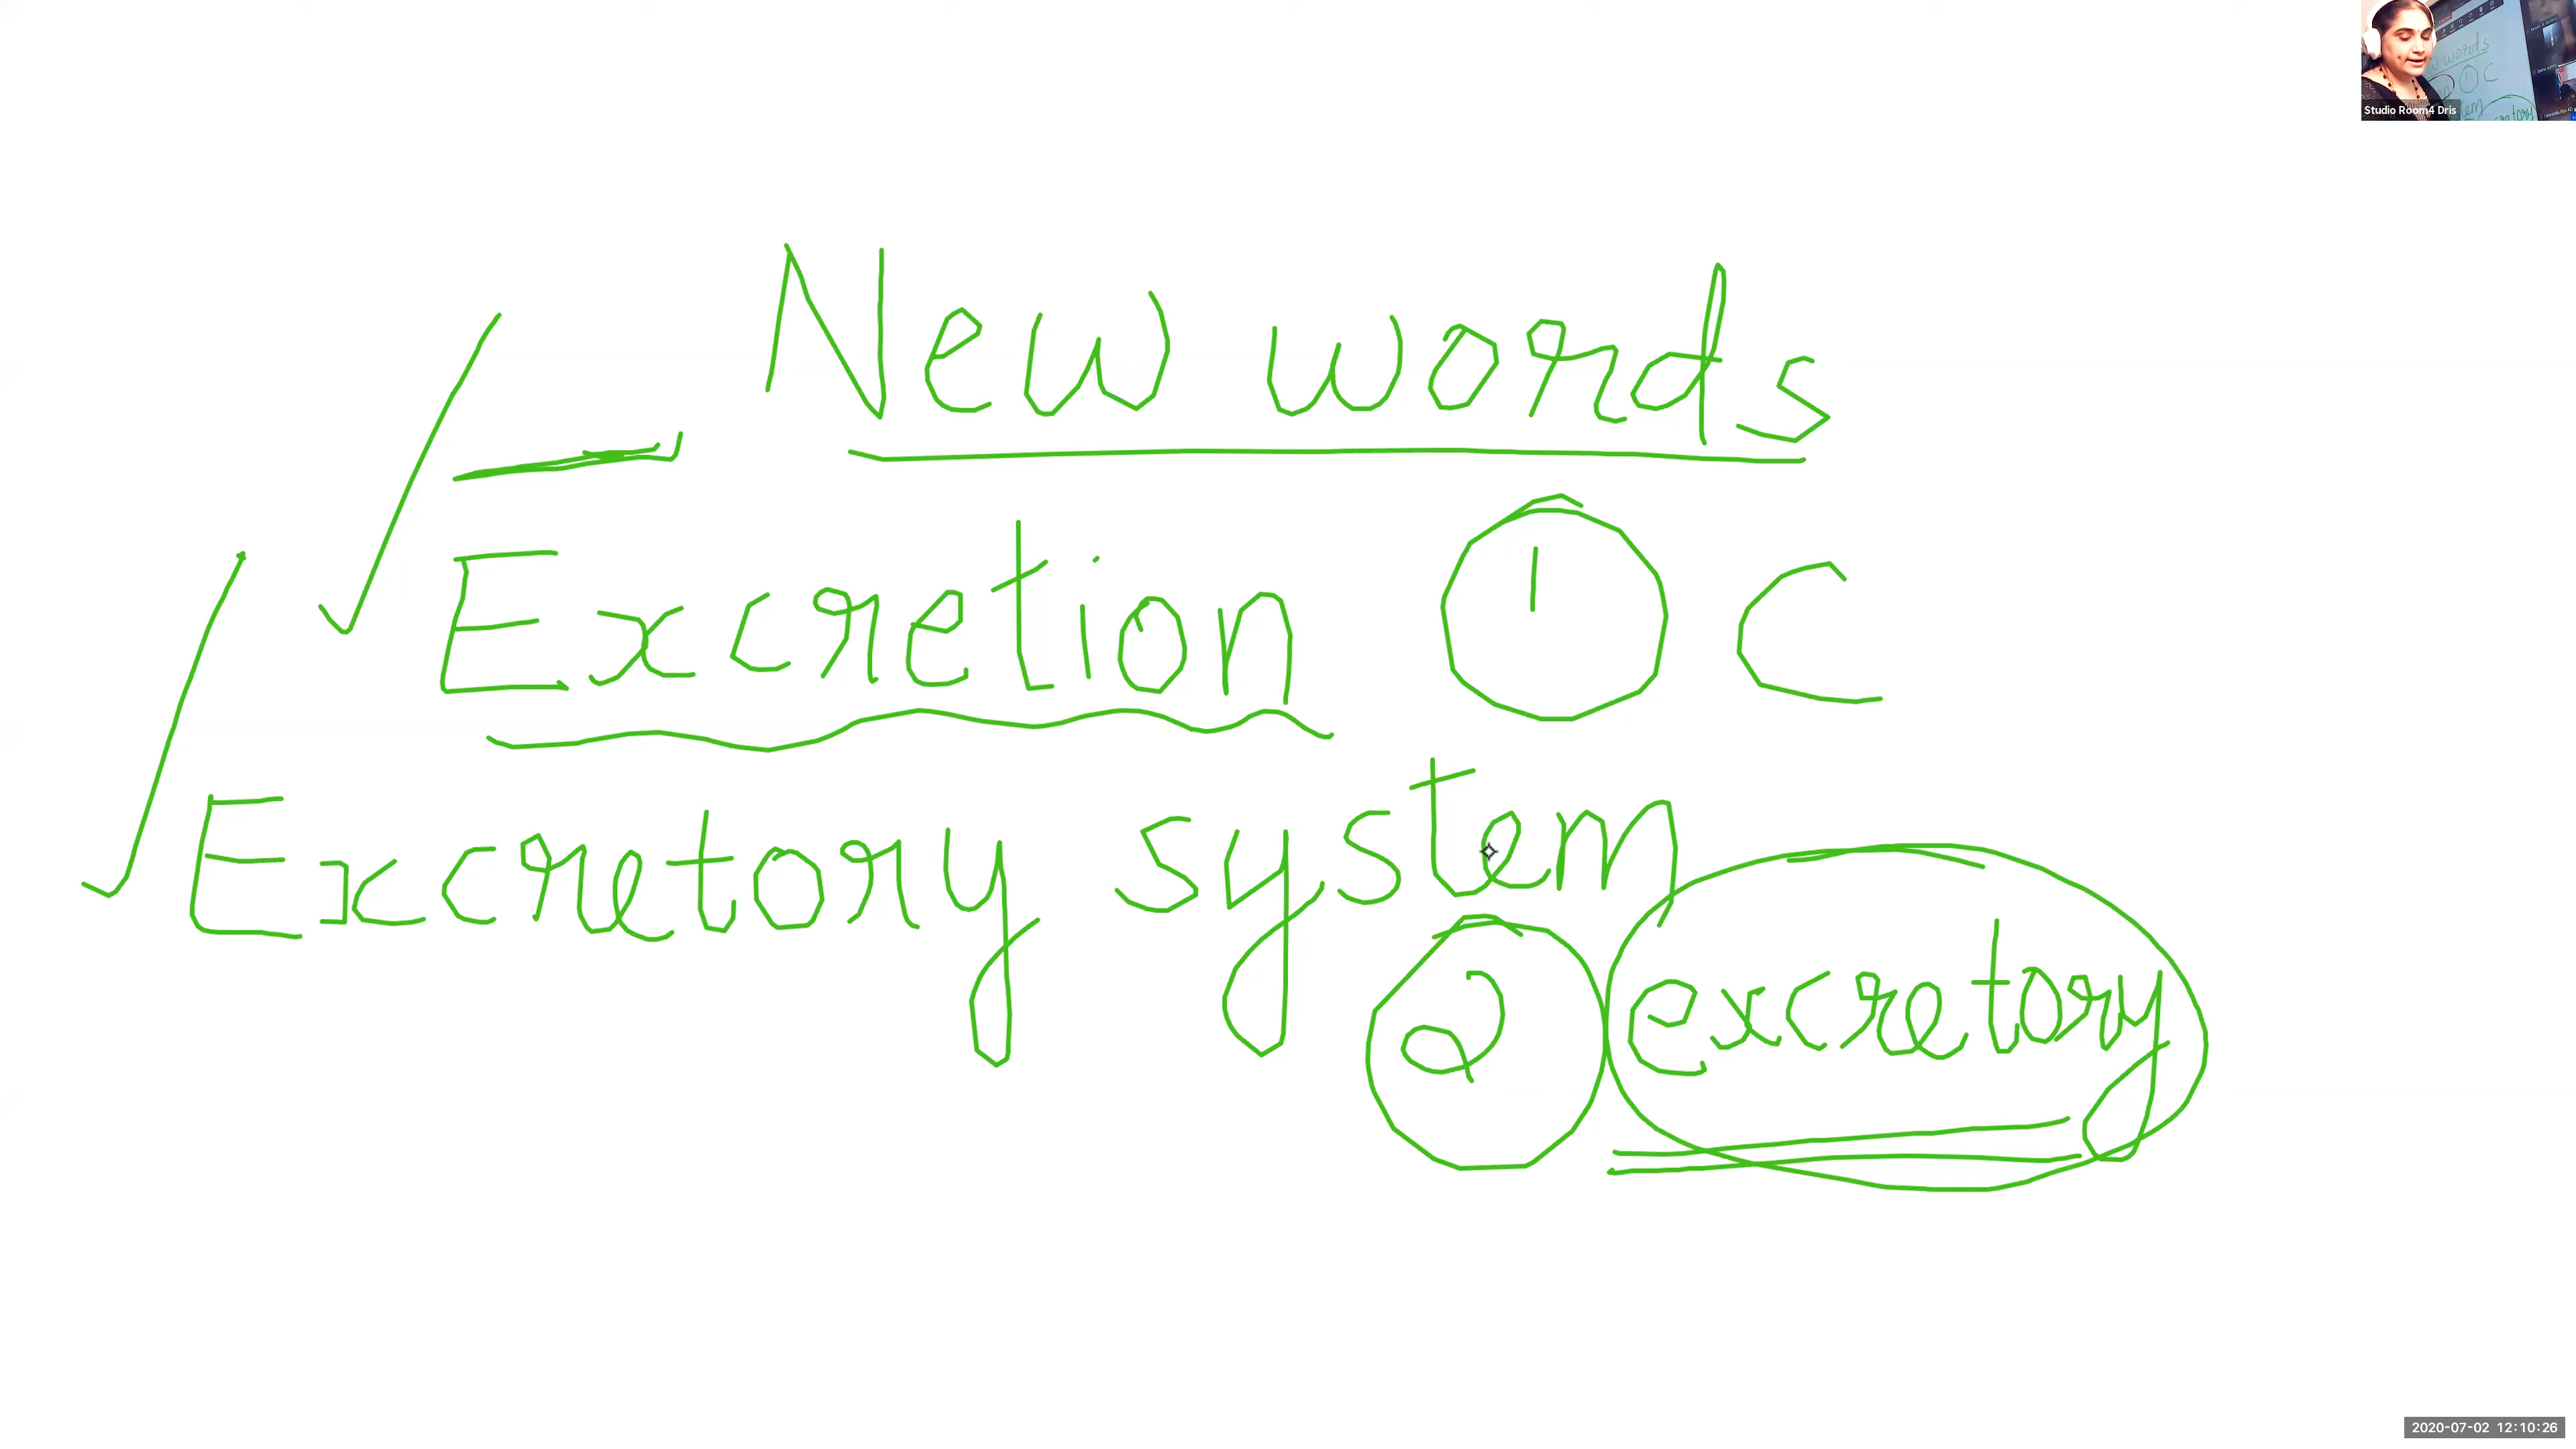 Studio Room4 Dris
New words
Excretion 1 C
Excretory system
2 excretory
2020-07-02 12:10:26